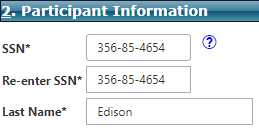 2. Participant Information
SSN* 356-85-4654 ?
Re-enter SSN* 356-85-4654
Last Name* Edison